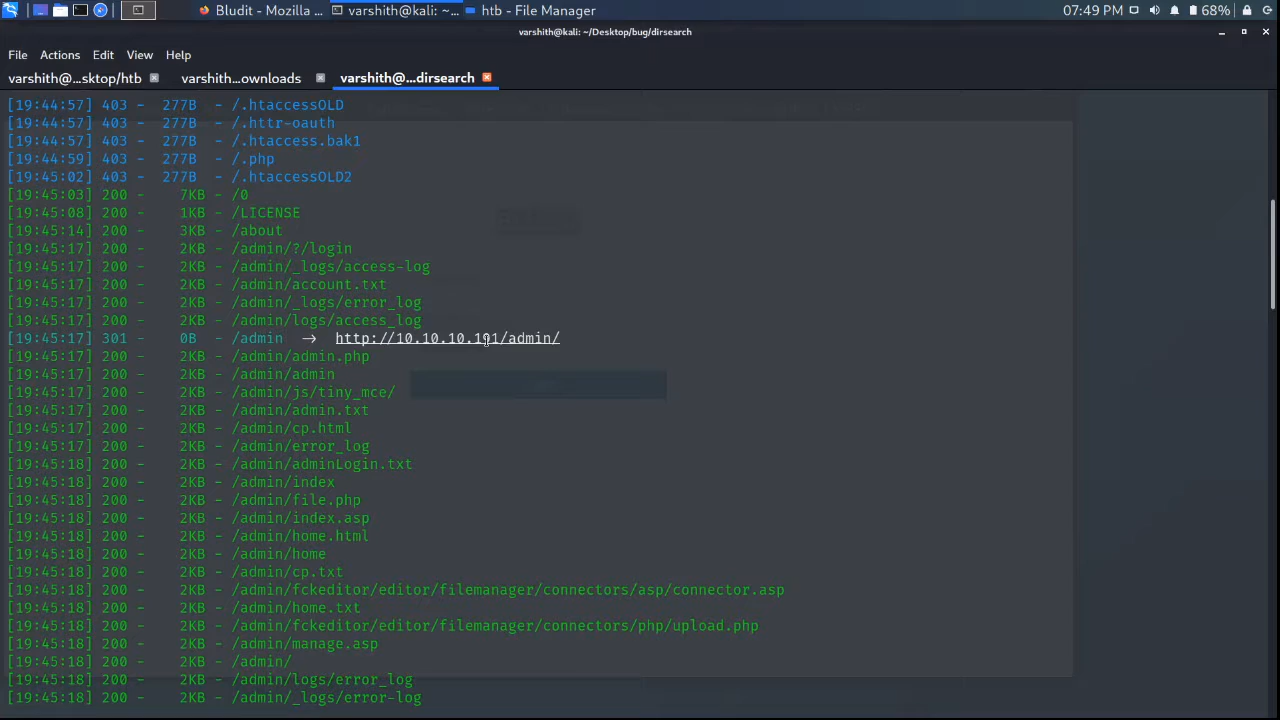 Bludit - Mozilla ...
varshith@kali: ~...
htb - File Manager
07:49 PM
68%
varshith@kali: ~/Desktop/bug/dirsearch
File Actions Edit View Help
varshith@...sktop/htb
varshith...ownloads
varshith@...dirsearch
[19:44:57] 403 - 277B - /.htaccessOLD
[19:44:57] 403 - 277B - /.httr-oauth
[19:44:57] 403 - 277B - /.htaccess.bak1
[19:44:59] 403 - 277B - /.php
[19:45:02] 403 - 277B - /.htaccessOLD2
[19:45:03] 200 - 7KB - /0
[19:45:08] 200 - 1KB - /LICENSE
[19:45:14] 200 - 3KB - /about
[19:45:17] 200 - 2KB - /admin/?/login
[19:45:17] 200 - 2KB - /admin/_logs/access-log
[19:45:17] 200 - 2KB - /admin/account.txt
[19:45:17] 200 - 2KB - /admin/_logs/error_log
[19:45:17] 200 - 2KB - /admin/logs/access_log
[19:45:17] 301 - 0B - /admin → http://10.10.10.191/admin/
[19:45:17] 200 - 2KB - /admin/admin.php
[19:45:17] 200 - 2KB - /admin/admin
[19:45:17] 200 - 2KB - /admin/js/tiny_mce/
[19:45:17] 200 - 2KB - /admin/admin.txt
[19:45:17] 200 - 2KB - /admin/cp.html
[19:45:17] 200 - 2KB - /admin/error_log
[19:45:18] 200 - 2KB - /admin/adminLogin.txt
[19:45:18] 200 - 2KB - /admin/index
[19:45:18] 200 - 2KB - /admin/file.php
[19:45:18] 200 - 2KB - /admin/index.asp
[19:45:18] 200 - 2KB - /admin/home.html
[19:45:18] 200 - 2KB - /admin/home
[19:45:18] 200 - 2KB - /admin/cp.txt
[19:45:18] 200 - 2KB - /admin/fckeditor/editor/filemanager/connectors/asp/connector.asp
[19:45:18] 200 - 2KB - /admin/home.txt
[19:45:18] 200 - 2KB - /admin/fckeditor/editor/filemanager/connectors/php/upload.php
[19:45:18] 200 - 2KB - /admin/manage.asp
[19:45:18] 200 - 2KB - /admin/
[19:45:18] 200 - 2KB - /admin/logs/error_log
[19:45:18] 200 - 2KB - /admin/_logs/error-log